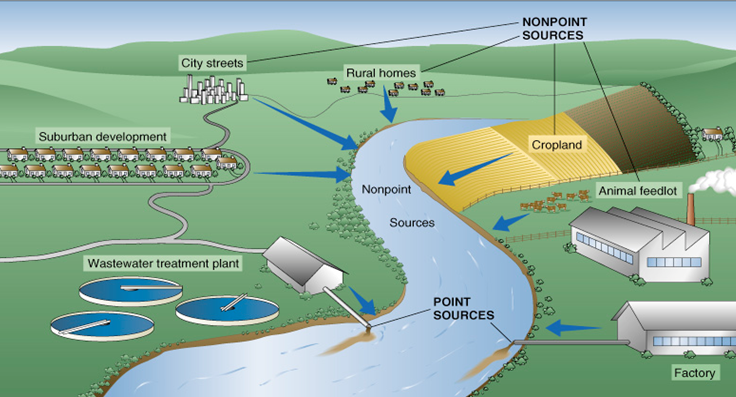 NONPOINT
SOURCES
City streets
Rural homes
Suburban development
Cropland
Nonpoint
Sources
Animal feedlot
Wastewater treatment plant
POINT
SOURCES
Factory